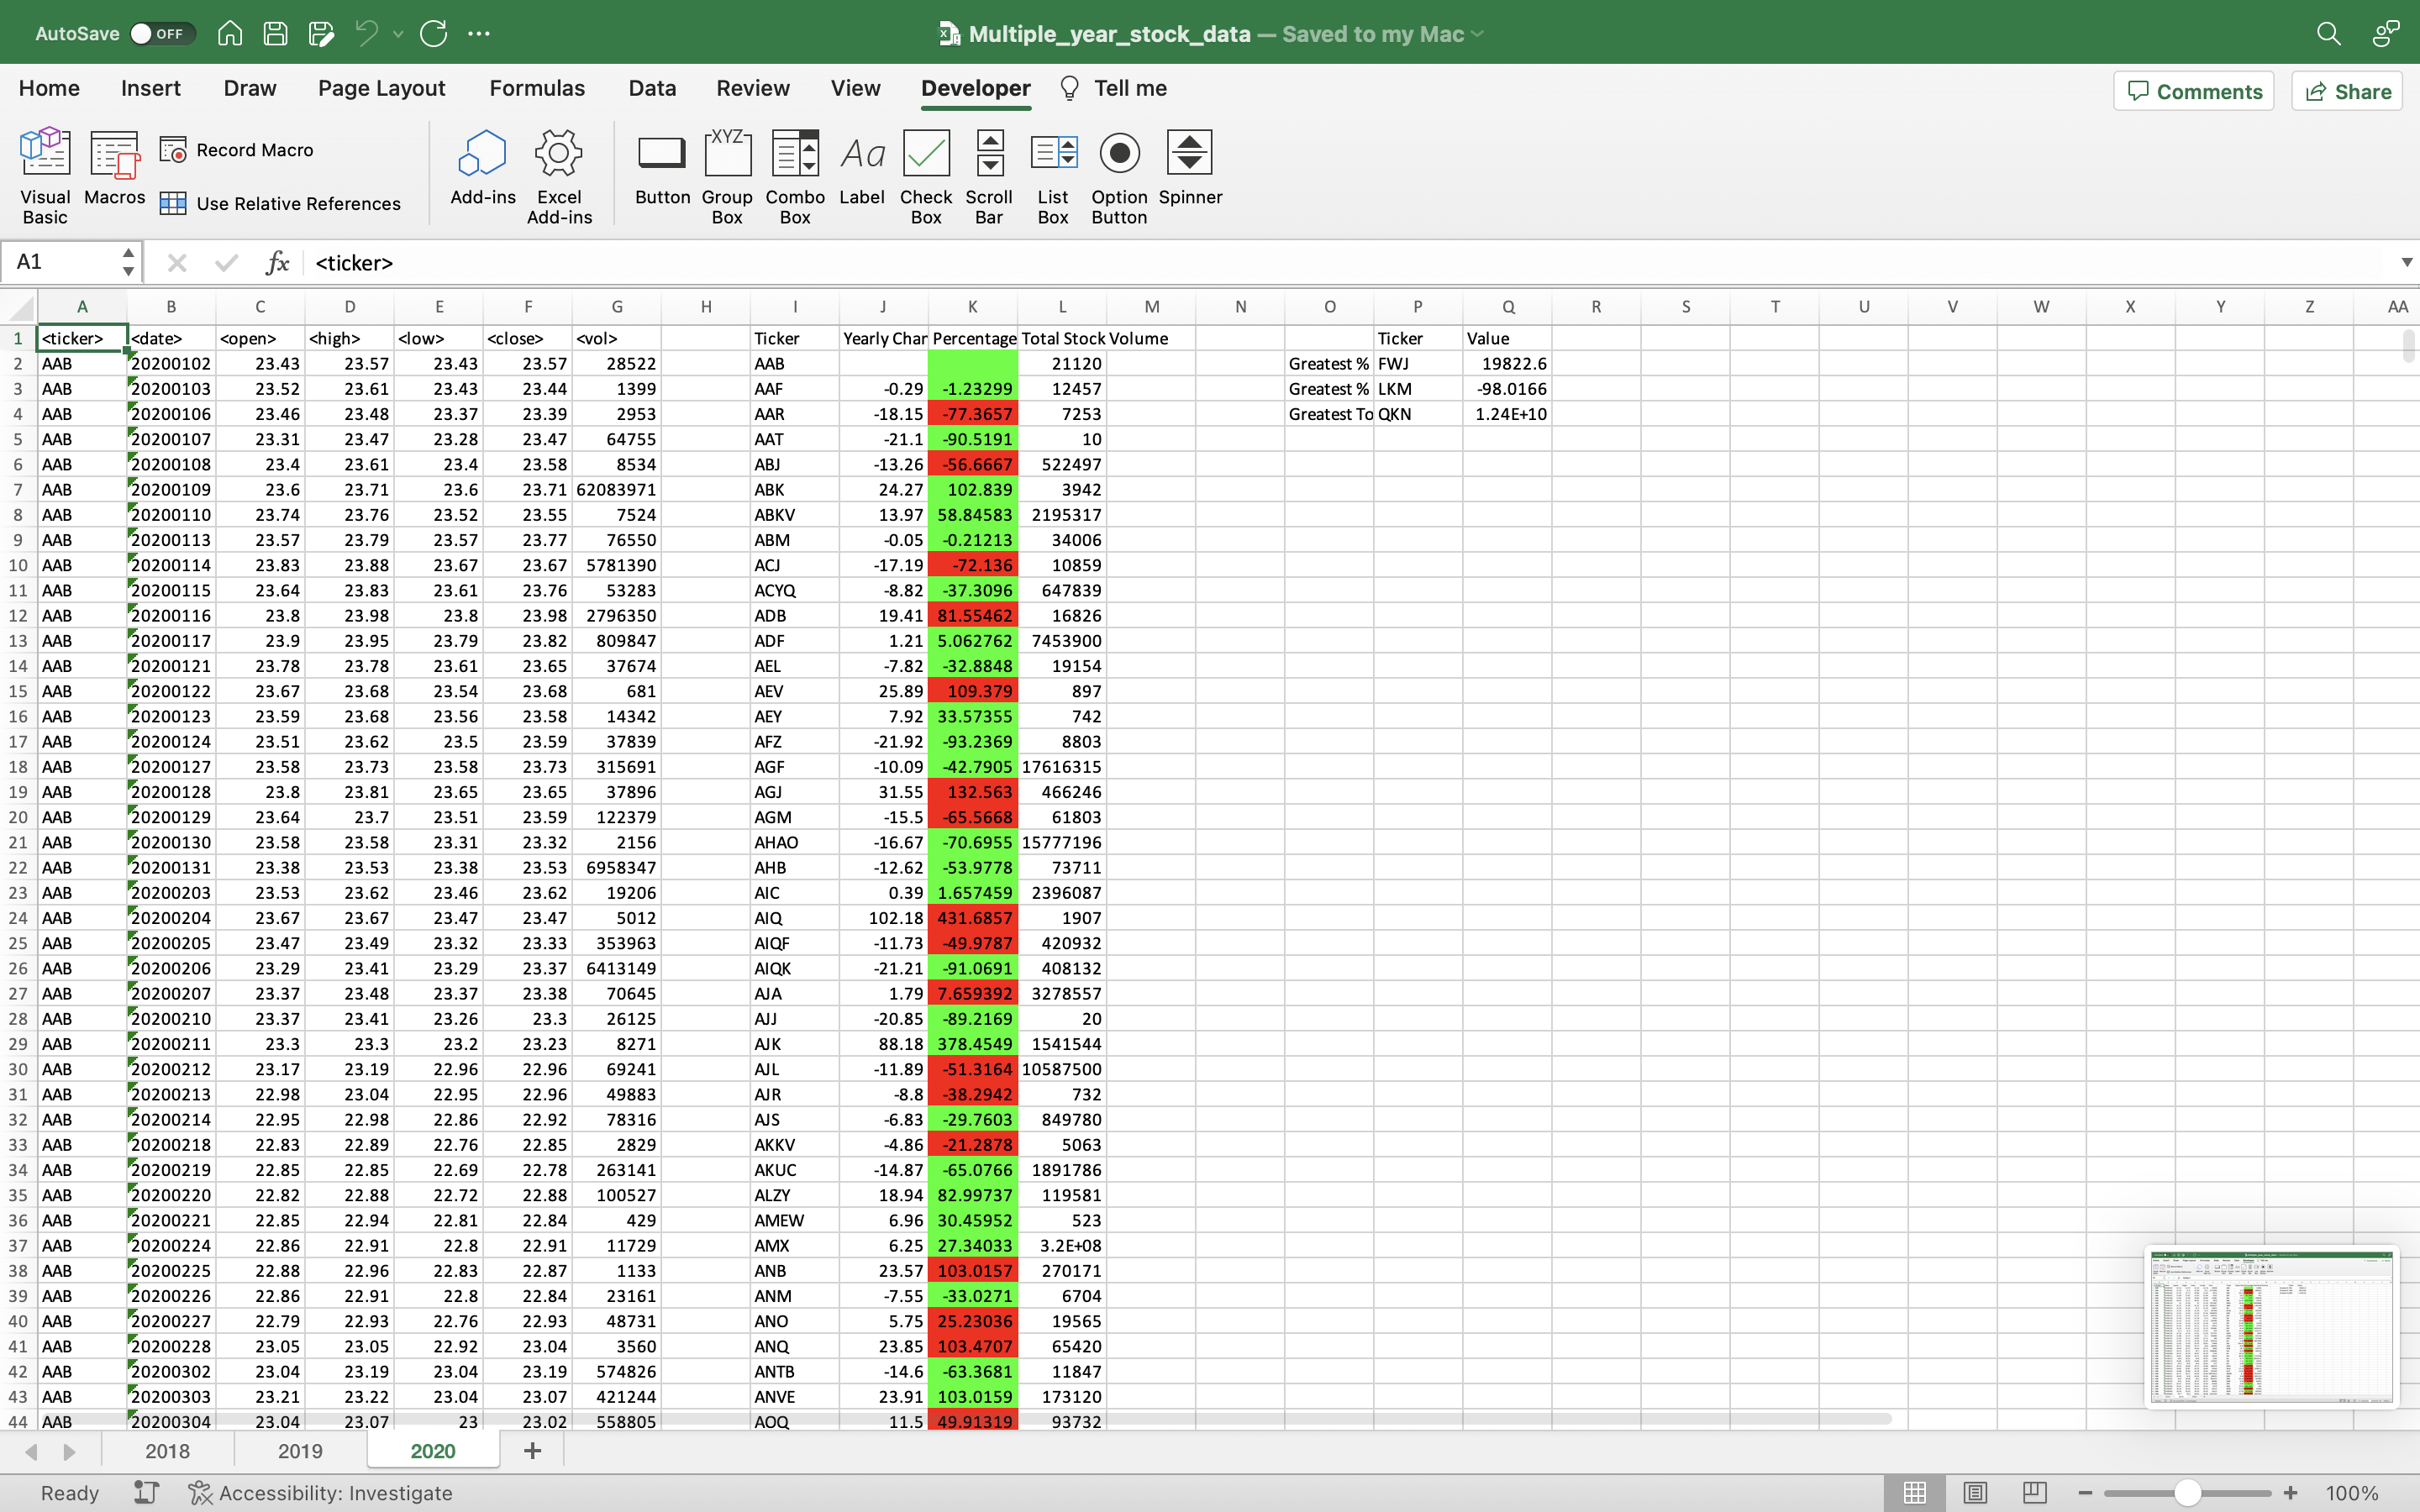 AutoSave OFF Multiple_year_stock_data — Saved to my Mac
Home Insert Draw Page Layout Formulas Data Review View Developer Tell me Comments Share
Visual Basic Macros Record Macro Use Relative References Add-ins Excel Add-ins Button Group Box XYZ Combo Box Aa Label Check Box Scroll Bar List Box Option Button Spinner
A1 fx <ticker>
A B C D E F G H I J K L M N O P Q R S T U V W X Y Z AA
1 <ticker> <date> <open> <high> <low> <close> <vol> Ticker Yearly Char Percentage Total Stock Volume Ticker Value
2 AAB 20200102 23.43 23.57 23.43 23.57 28522 AAB 21120 Greatest % FWJ 19822.6
3 AAB 20200103 23.52 23.61 23.43 23.44 1399 AAF -0.29 -1.23299 12457 Greatest % LKM -98.0166
4 AAB 20200106 23.46 23.48 23.37 23.39 2953 AAR -18.15 -77.3657 7253 Greatest To QKN 1.24E+10
5 AAB 20200107 23.31 23.47 23.28 23.47 64755 AAT -21.1 -90.5191 10
6 AAB 20200108 23.4 23.61 23.4 23.58 8534 ABJ -13.26 -56.6667 522497
7 AAB 20200109 23.6 23.71 23.6 23.71 62083971 ABK 24.27 102.839 3942
8 AAB 20200110 23.74 23.76 23.52 23.55 7524 ABKV 13.97 58.84583 2195317
9 AAB 20200113 23.57 23.79 23.57 23.77 76550 ABM -0.05 -0.21213 34006
10 AAB 20200114 23.83 23.88 23.67 23.67 5781390 ACJ -17.19 -72.136 10859
11 AAB 20200115 23.64 23.83 23.61 23.76 53283 ACYQ -8.82 -37.3096 647839
12 AAB 20200116 23.8 23.98 23.8 23.98 2796350 ADB 19.41 81.55462 16826
13 AAB 20200117 23.9 23.95 23.79 23.82 809847 ADF 1.21 5.062762 7453900
14 AAB 20200121 23.78 23.78 23.61 23.65 37674 AEL -7.82 -32.8848 19154
15 AAB 20200122 23.67 23.68 23.54 23.68 681 AEV 25.89 109.379 897
16 AAB 20200123 23.59 23.68 23.56 23.58 14342 AEY 7.92 33.57355 742
17 AAB 20200124 23.51 23.62 23.5 23.59 37839 AFZ -21.92 -93.2369 8803
18 AAB 20200127 23.58 23.73 23.58 23.73 315691 AGF -10.09 -42.7905 17616315
19 AAB 20200128 23.8 23.81 23.65 23.65 37896 AGJ 31.55 132.563 466246
20 AAB 20200129 23.64 23.7 23.51 23.59 122379 AGM -15.5 -65.5668 61803
21 AAB 20200130 23.58 23.58 23.31 23.32 2156 AHAO -16.67 -70.6955 15777196
22 AAB 20200131 23.38 23.53 23.38 23.53 6958347 AHB -12.62 -53.9778 73711
23 AAB 20200203 23.53 23.62 23.46 23.62 19206 AIC 0.39 1.657459 2396087
24 AAB 20200204 23.67 23.67 23.47 23.47 5012 AIQ 102.18 431.6857 1907
25 AAB 20200205 23.47 23.49 23.32 23.33 353963 AIQF -11.73 -49.9787 420932
26 AAB 20200206 23.29 23.41 23.29 23.37 6413149 AIQK -21.21 -91.0691 408132
27 AAB 20200207 23.37 23.48 23.37 23.38 70645 AJA 1.79 7.659392 3278557
28 AAB 20200210 23.37 23.41 23.26 23.3 26125 AJJ -20.85 -89.2169 20
29 AAB 20200211 23.3 23.3 23.2 23.23 8271 AJK 88.18 378.4549 1541544
30 AAB 20200212 23.17 23.19 22.96 22.96 69241 AJL -11.89 -51.3164 10587500
31 AAB 20200213 22.98 23.04 22.95 22.96 49883 AJR -8.8 -38.2942 732
32 AAB 20200214 22.95 22.98 22.86 22.92 78316 AJS -6.83 -29.7603 849780
33 AAB 20200218 22.83 22.89 22.76 22.85 2829 AKKV -4.86 -21.2878 5063
34 AAB 20200219 22.85 22.85 22.69 22.78 263141 AKUC -14.87 -65.0766 1891786
35 AAB 20200220 22.82 22.88 22.72 22.88 100527 ALZY 18.94 82.99737 119581
36 AAB 20200221 22.85 22.94 22.81 22.84 429 AMEW 6.96 30.45952 523
37 AAB 20200224 22.86 22.91 22.8 22.91 11729 AMX 6.25 27.34033 3.2E+08
38 AAB 20200225 22.88 22.96 22.83 22.87 1133 ANB 23.57 103.0157 270171
39 AAB 20200226 22.86 22.91 22.8 22.84 23161 ANM -7.55 -33.0271 6704
40 AAB 20200227 22.79 22.93 22.76 22.93 48731 ANO 5.75 25.23036 19565
41 AAB 20200228 23.05 23.05 22.92 23.04 3560 ANQ 23.85 103.4707 65420
42 AAB 20200302 23.04 23.19 23.04 23.19 574826 ANTB -14.6 -63.3681 11847
43 AAB 20200303 23.21 23.22 23.04 23.07 421244 ANVE 23.91 103.0159 173120
44 AAB 20200304 23.04 23.07 23 23.02 558805 AOQ 11.5 49.91319 93732
2018 2019 2020
Ready Accessibility: Investigate 100%